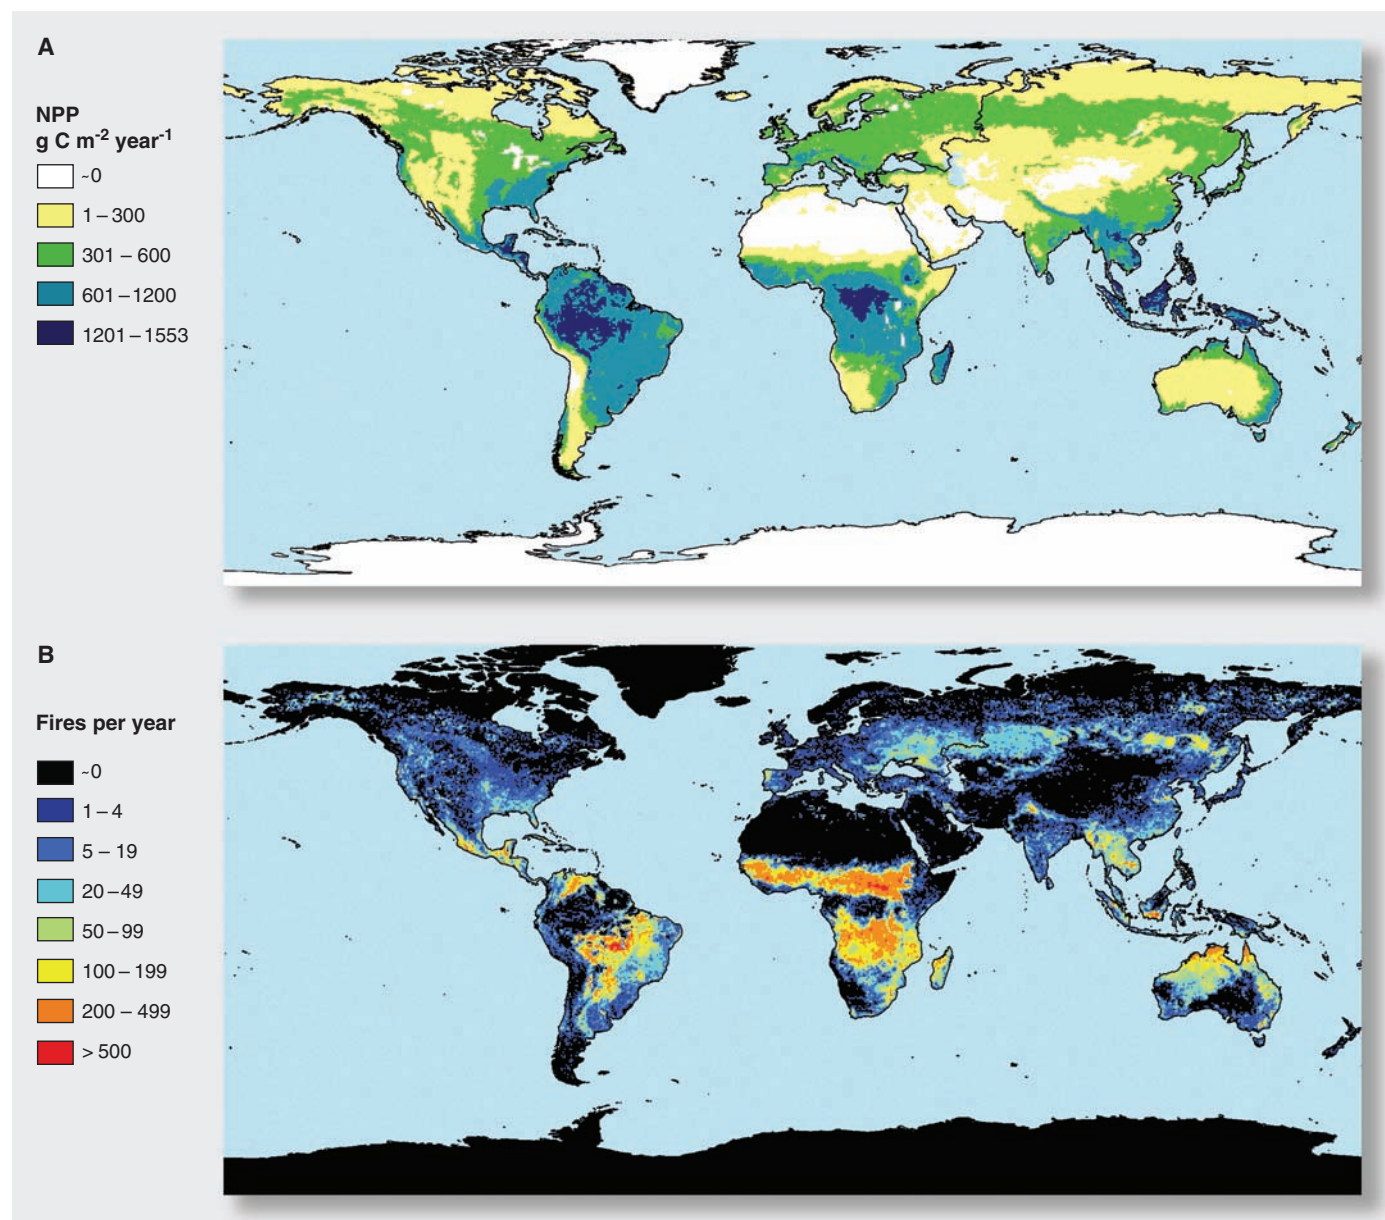 A
NPP
g C m-2 year-1
~0
1 – 300
301 – 600
601 – 1200
1201 – 1553
B
Fires per year
~0
1 – 4
5 – 19
20 – 49
50 – 99
100 – 199
200 – 499
> 500